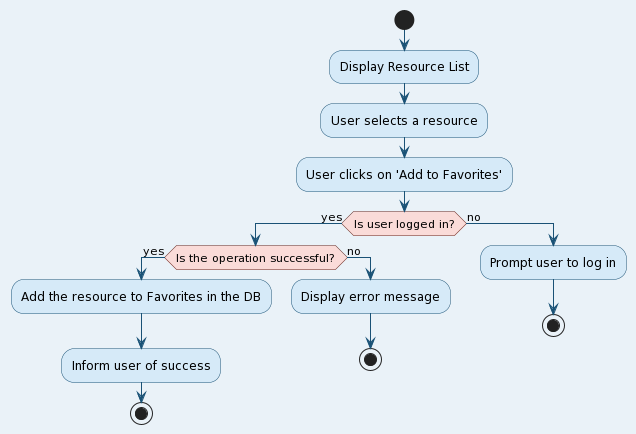 Display Resource List
User selects a resource
User clicks on 'Add to Favorites'
yes
Is user logged in?
no
yes
Is the operation successful?
no
Prompt user to log in
Add the resource to Favorites in the DB
Display error message
Inform user of success